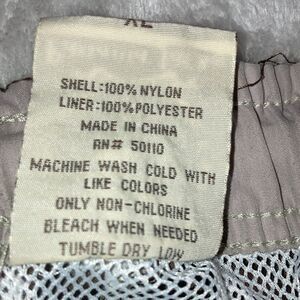 XL
SHELL:100% NYLON
LINER:100% POLYESTER
MADE IN CHINA
RN# 50110
MACHINE WASH COLD WITH
LIKE COLORS
ONLY NON-CHLORINE
BLEACH WHEN NEEDED
TUMBLE DRY LOW